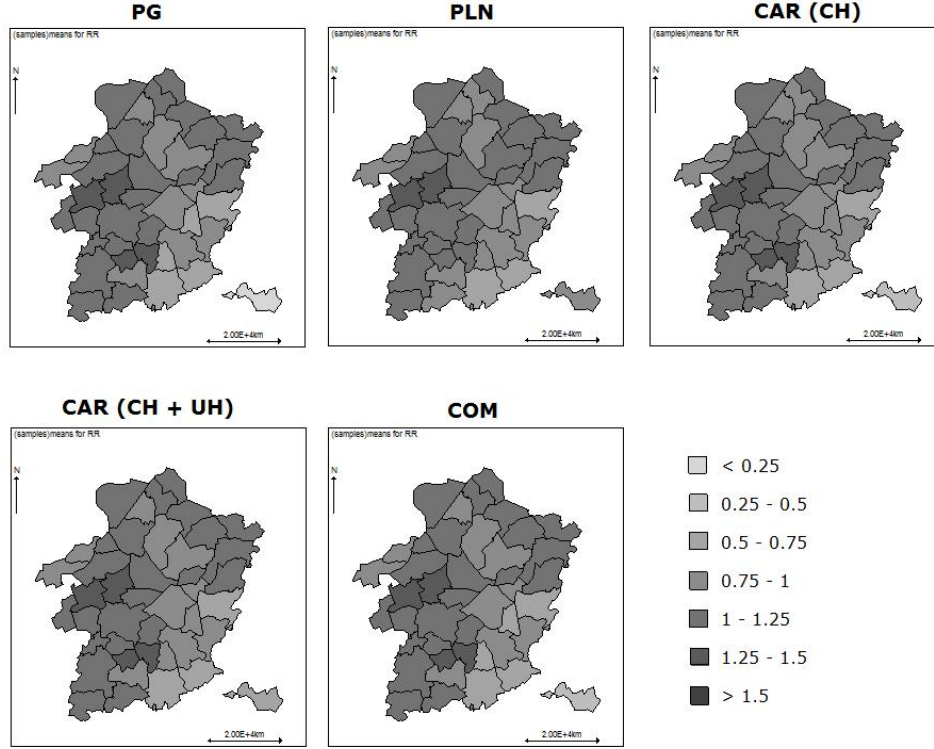 PG
PLN
CAR (CH)
(samples)means for RR
(samples)means for RR
(samples)means for RR
N
N
N
2.00E+4km
2.00E+4km
2.00E+4km
CAR (CH + UH)
COM
(samples)means for RR
(samples)means for RR
N
N
2.00E+4km
2.00E+4km
< 0.25
0.25 - 0.5
0.5 - 0.75
0.75 - 1
1 - 1.25
1.25 - 1.5
> 1.5